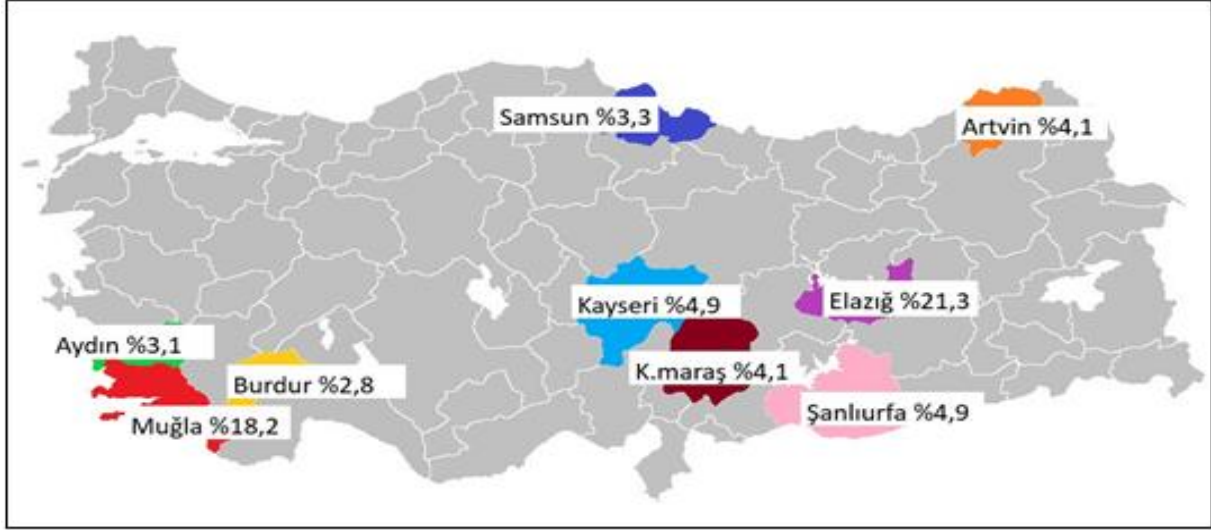 Samsun %3,3
Artvin %4,1
Kayseri %4,9
Elazığ %21,3
Aydın %3,1
Burdur %2,8
K.maraş %4,1
Şanlıurfa %4,9
Muğla %18,2